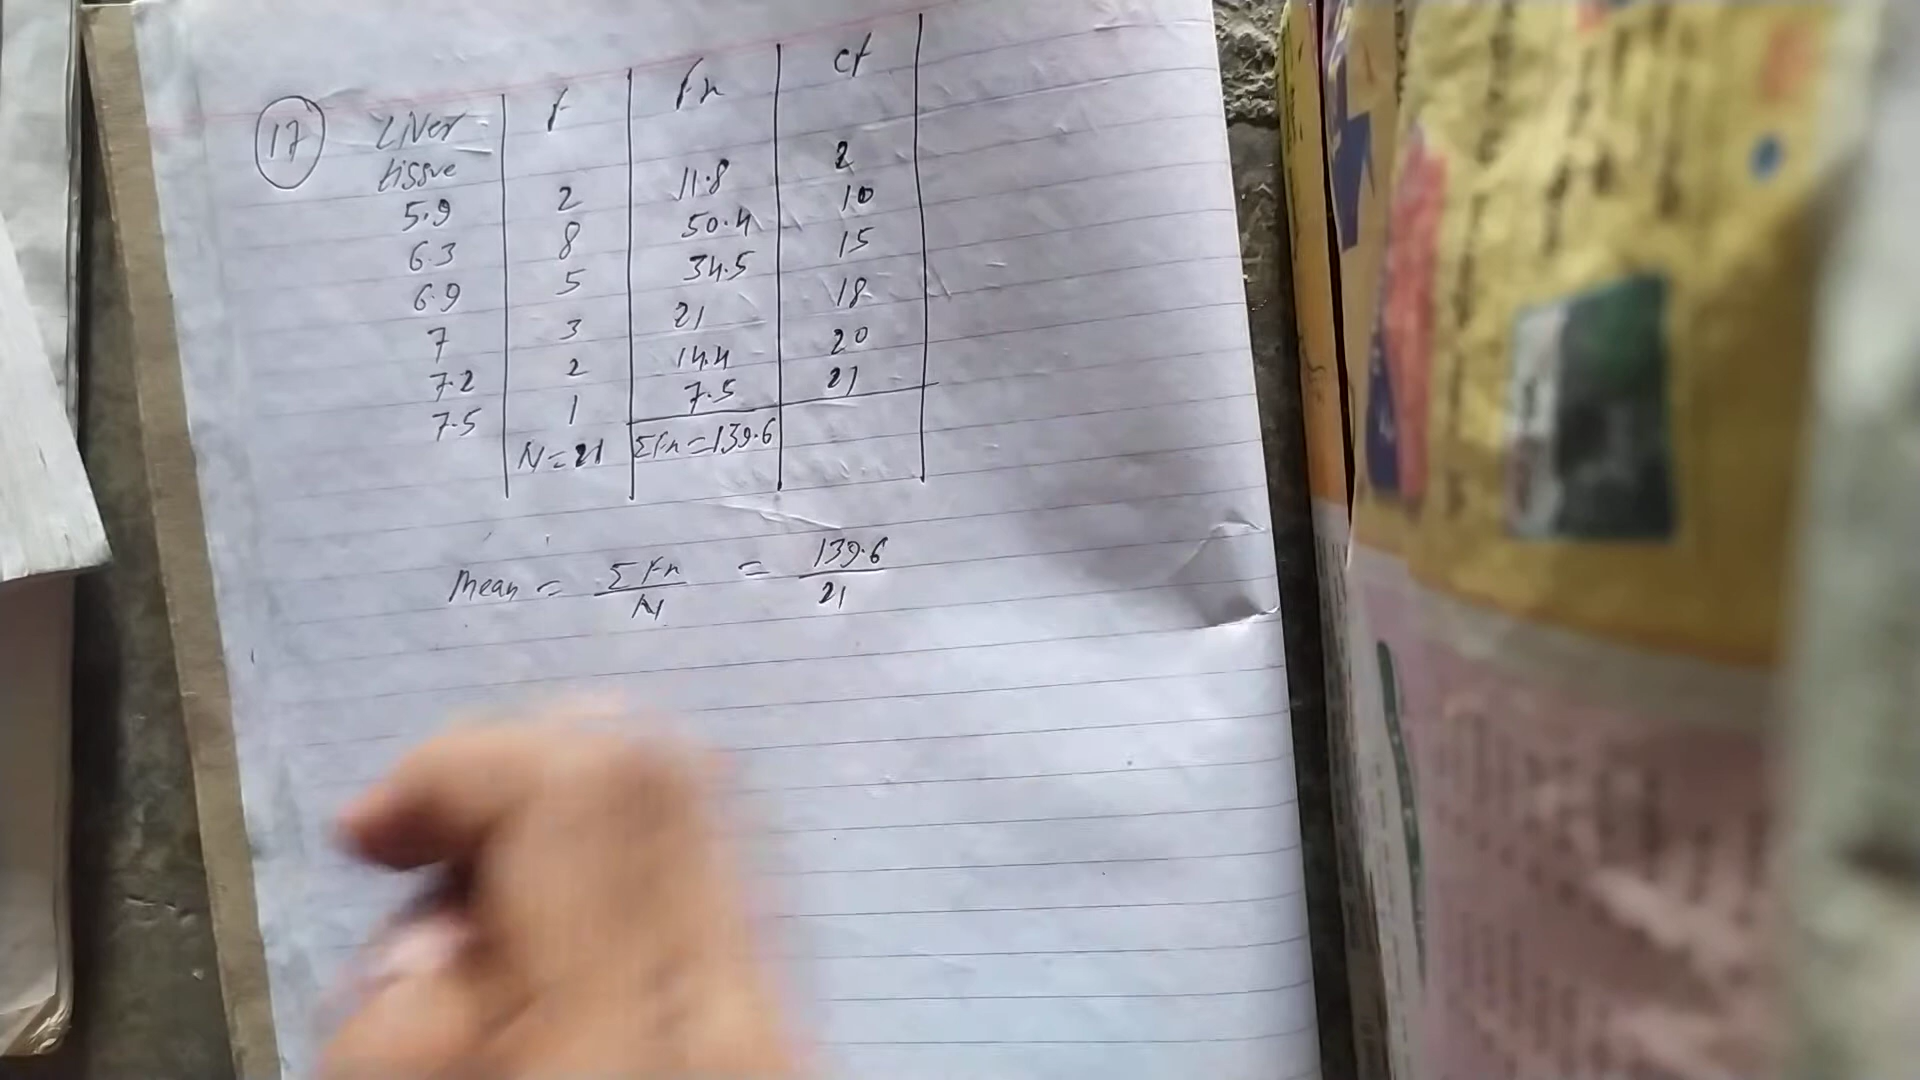 17 Liver tissue f fx cf
5.9 2 11.8 2
6.3 8 50.4 10
6.9 5 34.5 15
7 3 21 18
7.2 2 14.4 20
7.5 1 7.5 21
N=21 Σfx=139.6
Mean = Σfx/N = 139.6/21